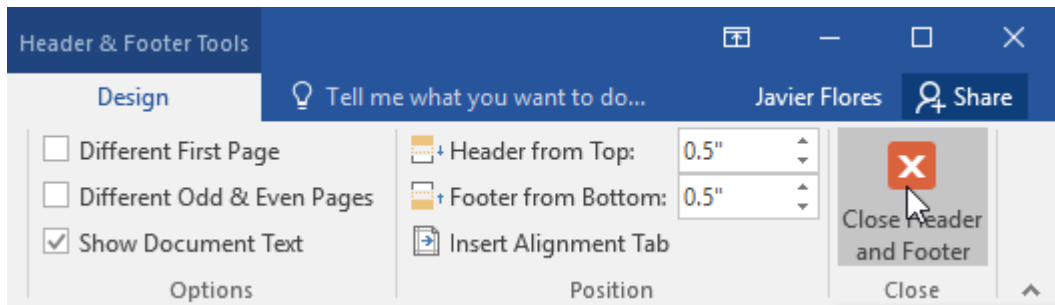 Header & Footer Tools
Design
Tell me what you want to do...
Javier Flores
Share
Different First Page
Header from Top:
0.5"
Different Odd & Even Pages
Footer from Bottom:
0.5"
Show Document Text
Insert Alignment Tab
Close Header
and Footer
Options
Position
Close